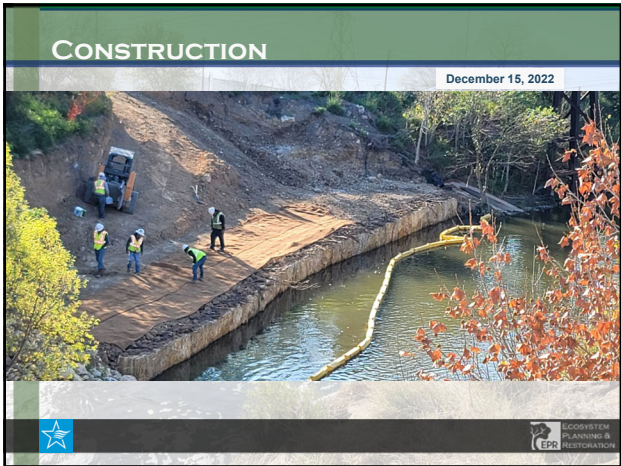 CONSTRUCTION
December 15, 2022
EPR
ECOSYSTEM
PLANNING &
RESTORATION